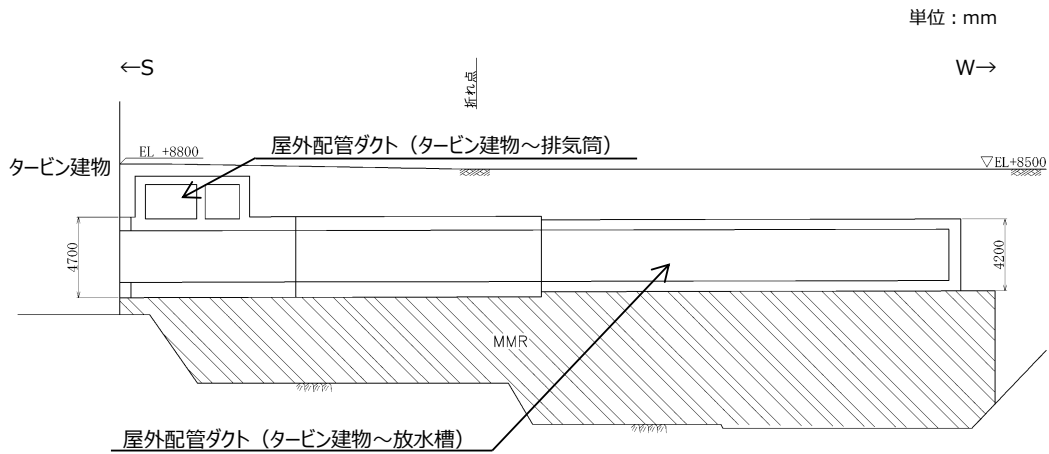 単位：mm
←S
W→
折れ点
EL +8800
屋外配管ダクト（タービン建物～排気筒）
タービン建物
▽EL+8500
4700
4200
MMR
屋外配管ダクト（タービン建物～放水槽）